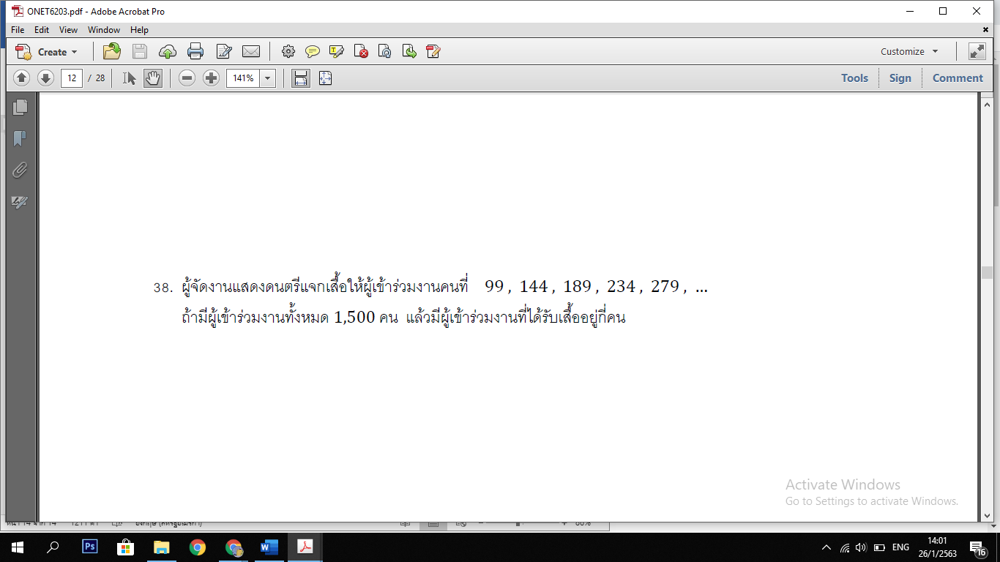 ONET6203.pdf - Adobe Acrobat Pro
File Edit View Window Help
Create
Customize
12 / 28
141%
Tools Sign Comment
38. ผู้จัดงานแสดงดนตรีแจกเสื้อให้ผู้เข้าร่วมงานคนที่ 99 , 144 , 189 , 234 , 279 , ...
ถ้ามีผู้เข้าร่วมงานทั้งหมด 1,500 คน แล้วมีผู้เข้าร่วมงานที่ได้รับเสื้ออยู่กี่คน
Activate Windows
Go to Settings to activate Windows.
Ps
ENG
14:01
26/1/2563
16